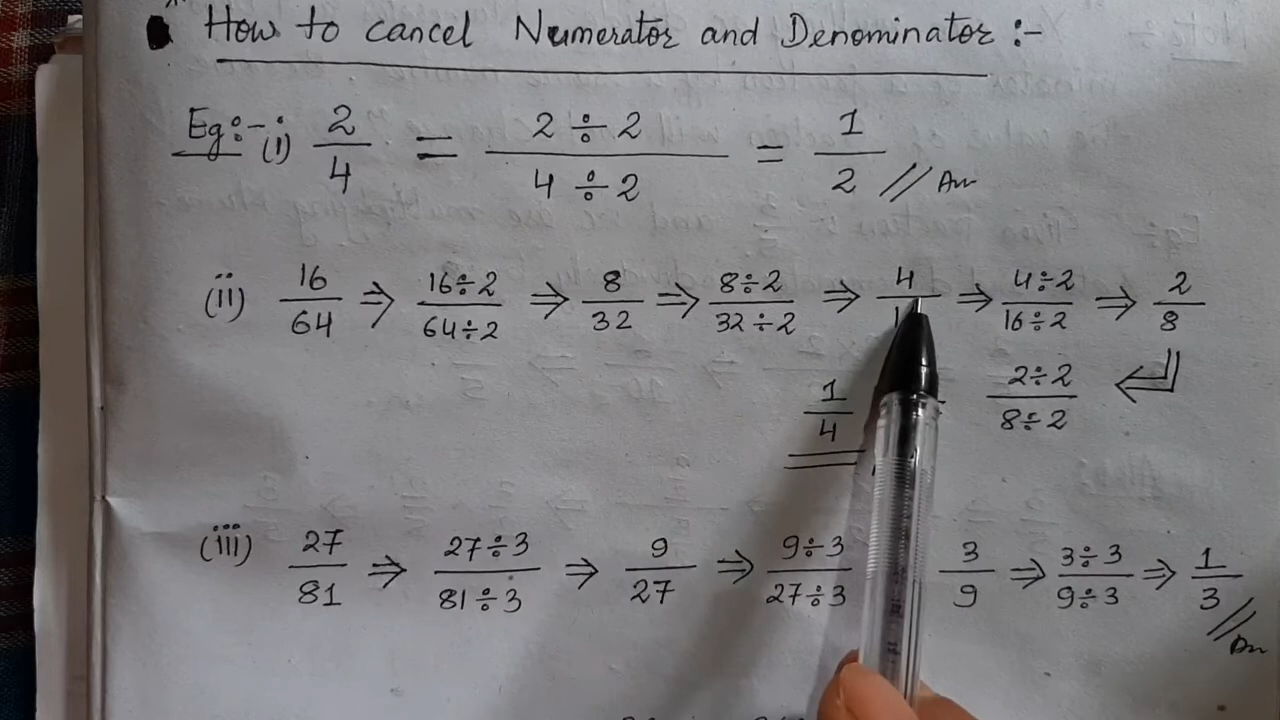 How to cancel Numerator and Denominator :-
Eg:- (i) 2/4 = 2÷2/4÷2 = 1/2 // An
(ii) 16/64 ⇒ 16÷2/64÷2 ⇒ 8/32 ⇒ 8÷2/32÷2 ⇒ 4/1 ⇒ 4÷2/16÷2 ⇒ 2/8
1/4 2÷2/8÷2 ⇐
(iii) 27/81 ⇒ 27÷3/81÷3 ⇒ 9/27 ⇒ 9÷3/27÷3 3/9 ⇒ 3÷3/9÷3 ⇒ 1/3 // An